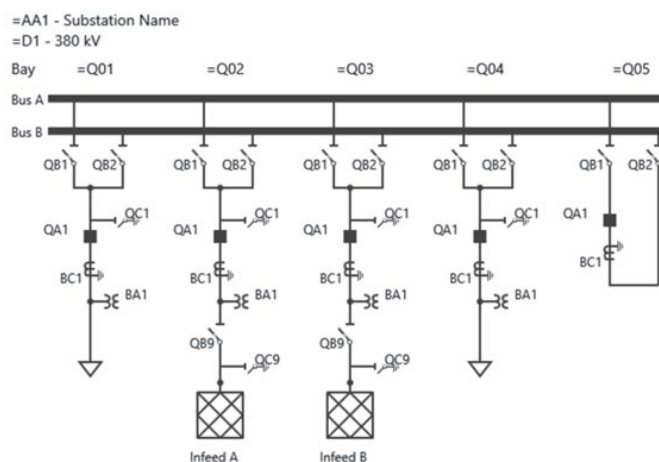 =AA1 - Substation Name
=D1 - 380 kV
Bay =Q01 =Q02 =Q03 =Q04 =Q05
Bus A
Bus B
QB1 QB2 QB1 QB2 QB1 QB2 QB1 QB2 QB1 QB2
QC1 QC1 QC1 QC1 QA1
QA1 QA1 QA1 QA1
BC1
BC1 BC1 BC1 BC1
BA1 BA1 BA1 BA1
QB9 QB9
QC9 QC9
Infeed A Infeed B